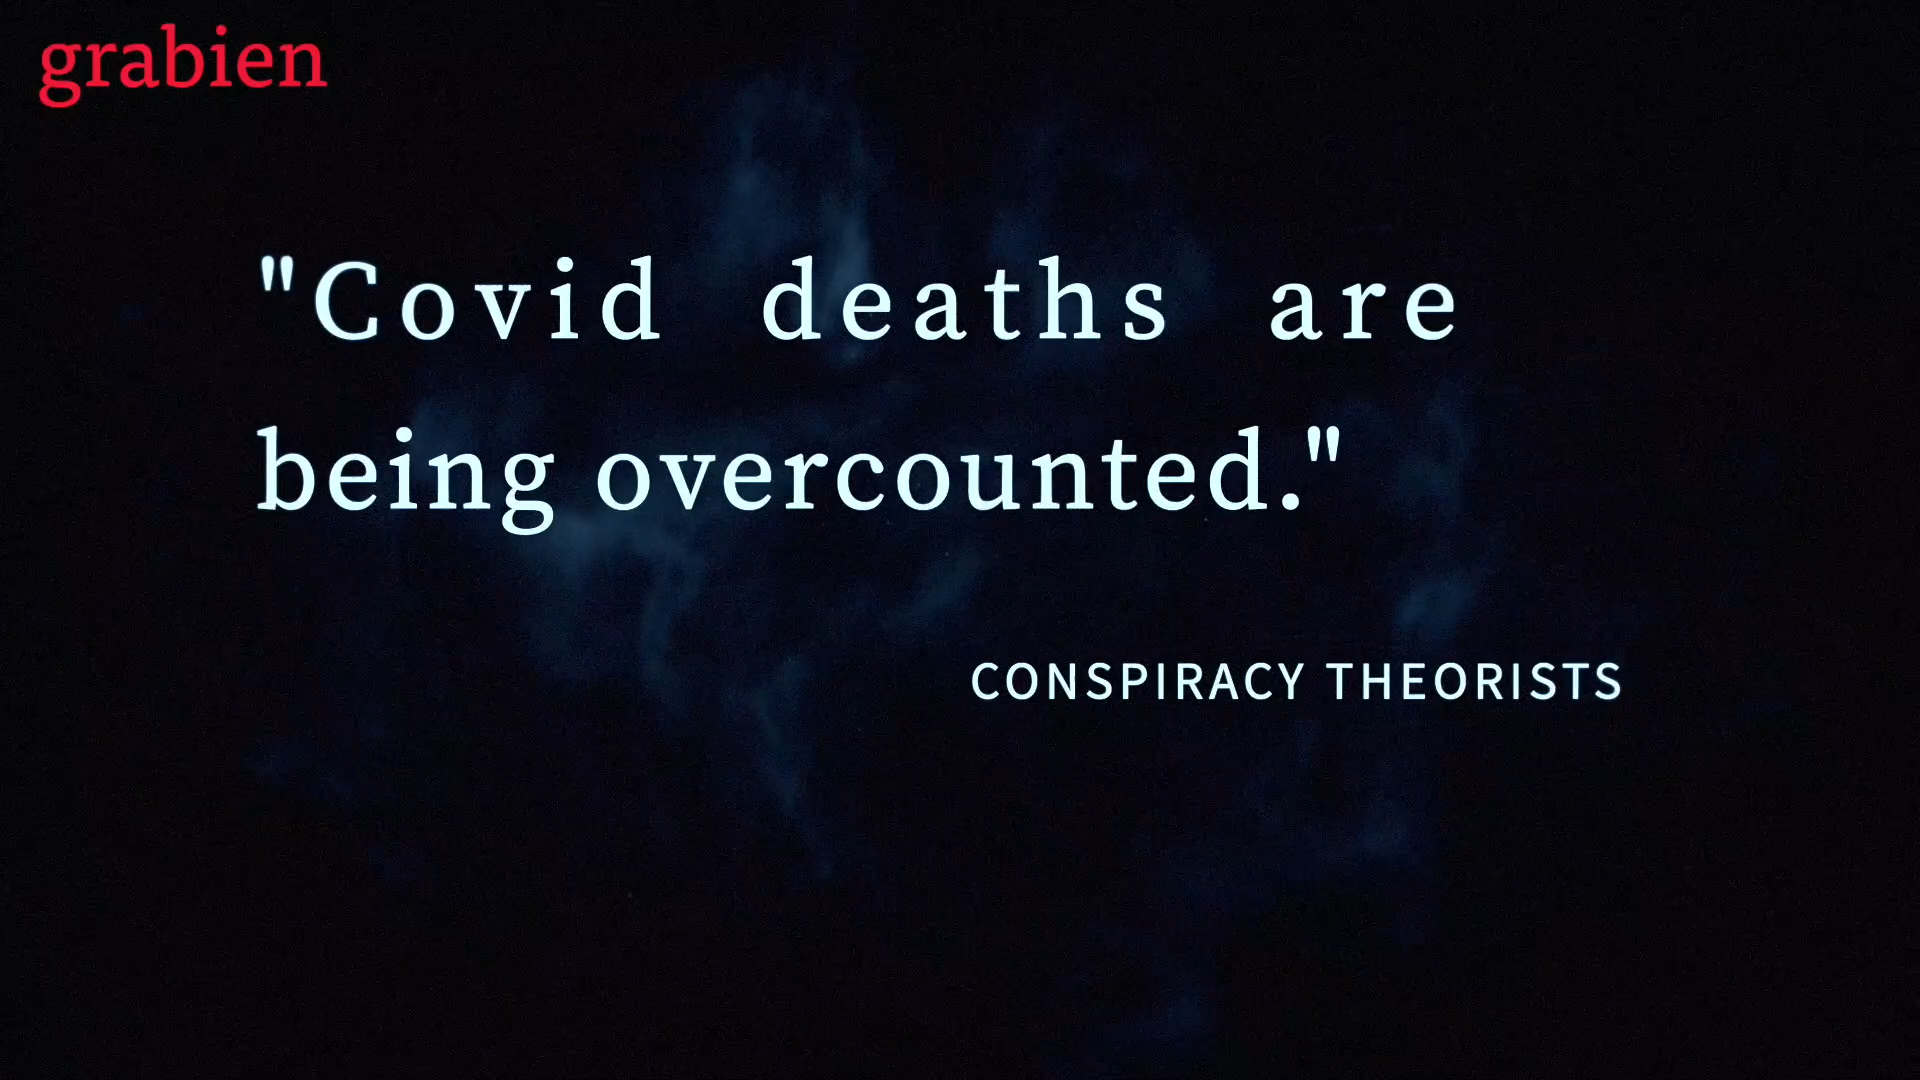 grabien
"Covid deaths are
being overcounted."
CONSPIRACY THEORISTS